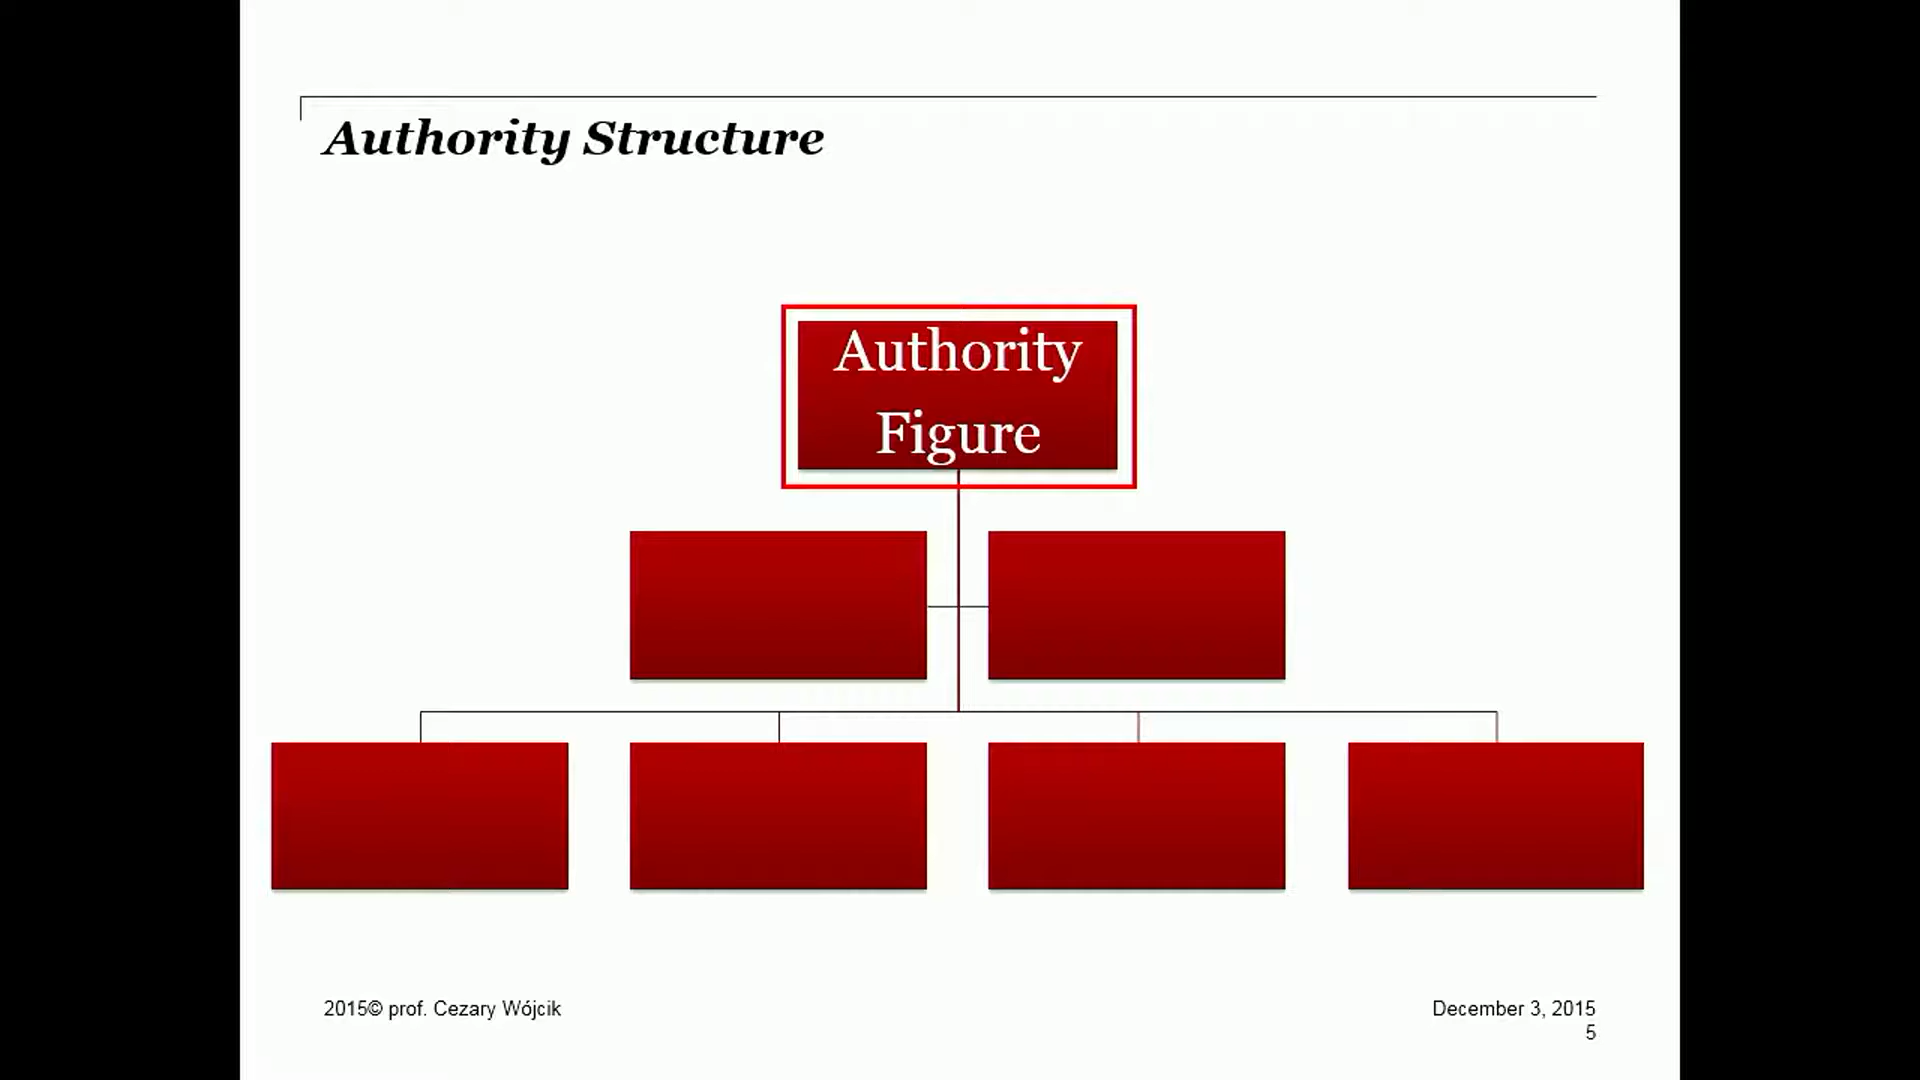 Authority Structure
Authority
Figure
2015© prof. Cezary Wójcik
December 3, 2015
5